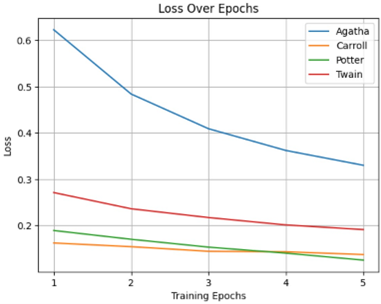 Loss Over Epochs
Agatha
Carroll
Potter
Twain
Loss
0.6
0.5
0.4
0.3
0.2
1 2 3 4 5
Training Epochs